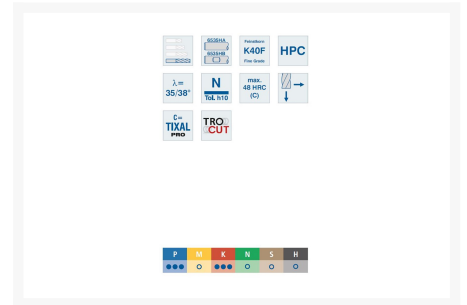 6535HA
6535HB
Feinstkorn
K40F
Fine Grade
HPC
λ=
35/38°
N
Tol. h10
max.
48 HRC
(C)
C=
TIXAL
PRO
TRO
CUT
P M K N S H